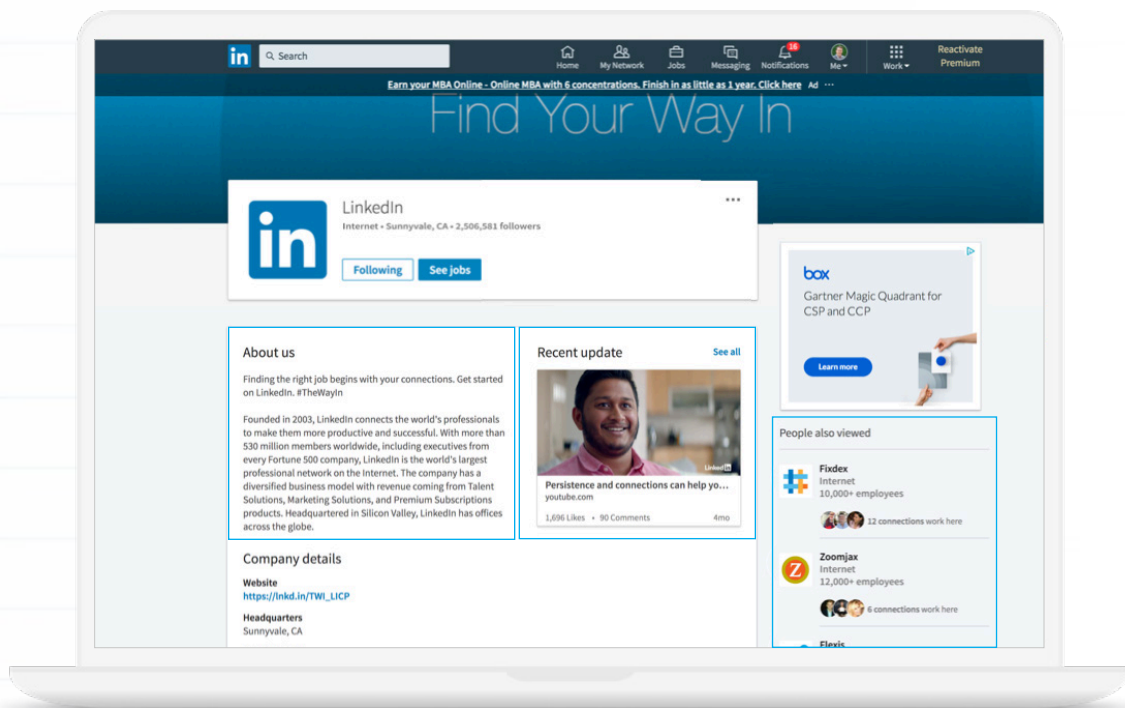 in Search
Home My Network Jobs Messaging 16 Notifications Me Work Reactivate Premium
Earn your MBA Online - Online MBA with 6 concentrations. Finish in as little as 1 year. Click here Ad ...
Find Your Way In
in
LinkedIn
...
Internet • Sunnyvale, CA • 2,506,581 followers
Following See jobs
box
Gartner Magic Quadrant for
CSP and CCP
Learn more
About us
Finding the right job begins with your connections. Get started
on LinkedIn. #TheWayIn
Founded in 2003, LinkedIn connects the world's professionals
to make them more productive and successful. With more than
530 million members worldwide, including executives from
every Fortune 500 company, LinkedIn is the world's largest
professional network on the Internet. The company has a
diversified business model with revenue coming from Talent
Solutions, Marketing Solutions, and Premium Subscriptions
products. Headquartered in Silicon Valley, LinkedIn has offices
across the globe.
Recent update See all
LinkedIn
Persistence and connections can help yo...
youtube.com
1,696 Likes • 90 Comments 4mo
People also viewed
Fixdex
Internet
10,000+ employees
12 connections work here
Z
Zoomjax
Internet
12,000+ employees
6 connections work here
Flexis
Company details
Website
https://lnkd.in/TWI_LICP
Headquarters
Sunnyvale, CA